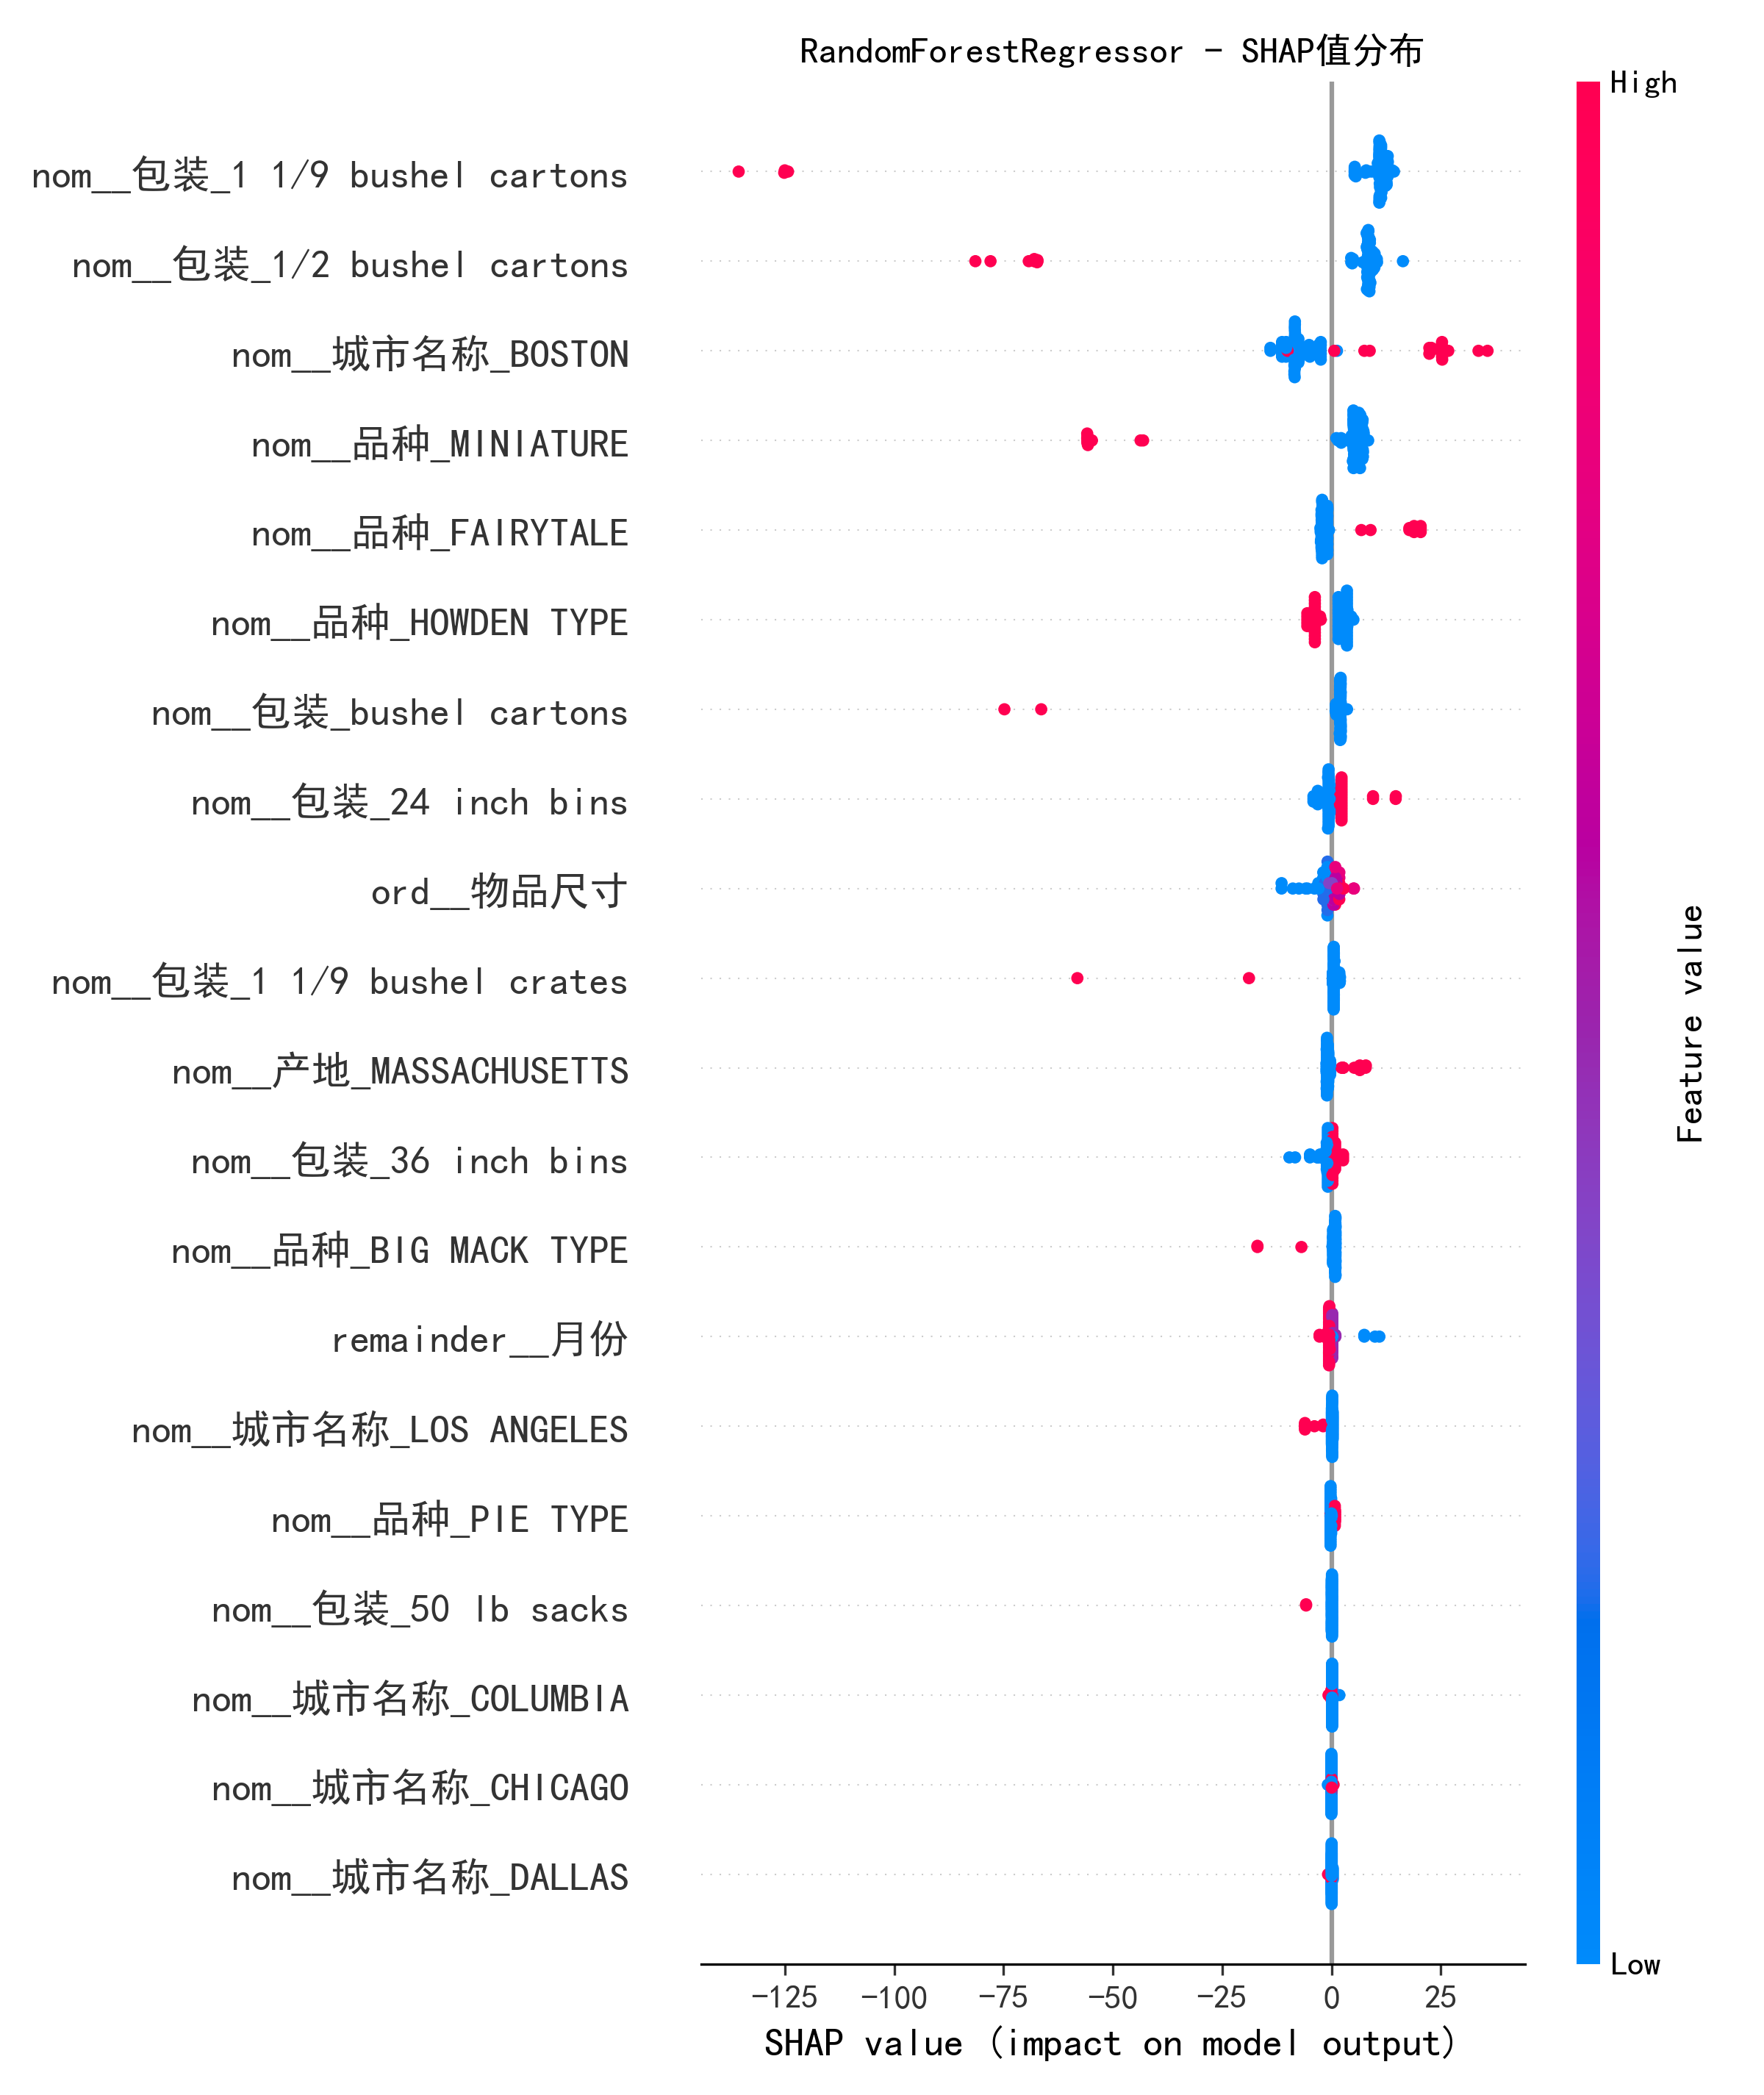 RandomForestRegressor - SHAP值分布
High
nom__包装_1 1/9 bushel cartons
nom__包装_1/2 bushel cartons
nom__城市名称_BOSTON
nom__品种_MINIATURE
nom__品种_FAIRYTALE
nom__品种_HOWDEN TYPE
nom__包装_bushel cartons
nom__包装_24 inch bins
ord__物品尺寸
nom__包装_1 1/9 bushel crates
nom__产地_MASSACHUSETTS
nom__包装_36 inch bins
nom__品种_BIG MACK TYPE
remainder__月份
nom__城市名称_LOS ANGELES
nom__品种_PIE TYPE
nom__包装_50 lb sacks
nom__城市名称_COLUMBIA
nom__城市名称_CHICAGO
nom__城市名称_DALLAS
Feature value
Low
−125 −100 −75 −50 −25 0 25
SHAP value (impact on model output)